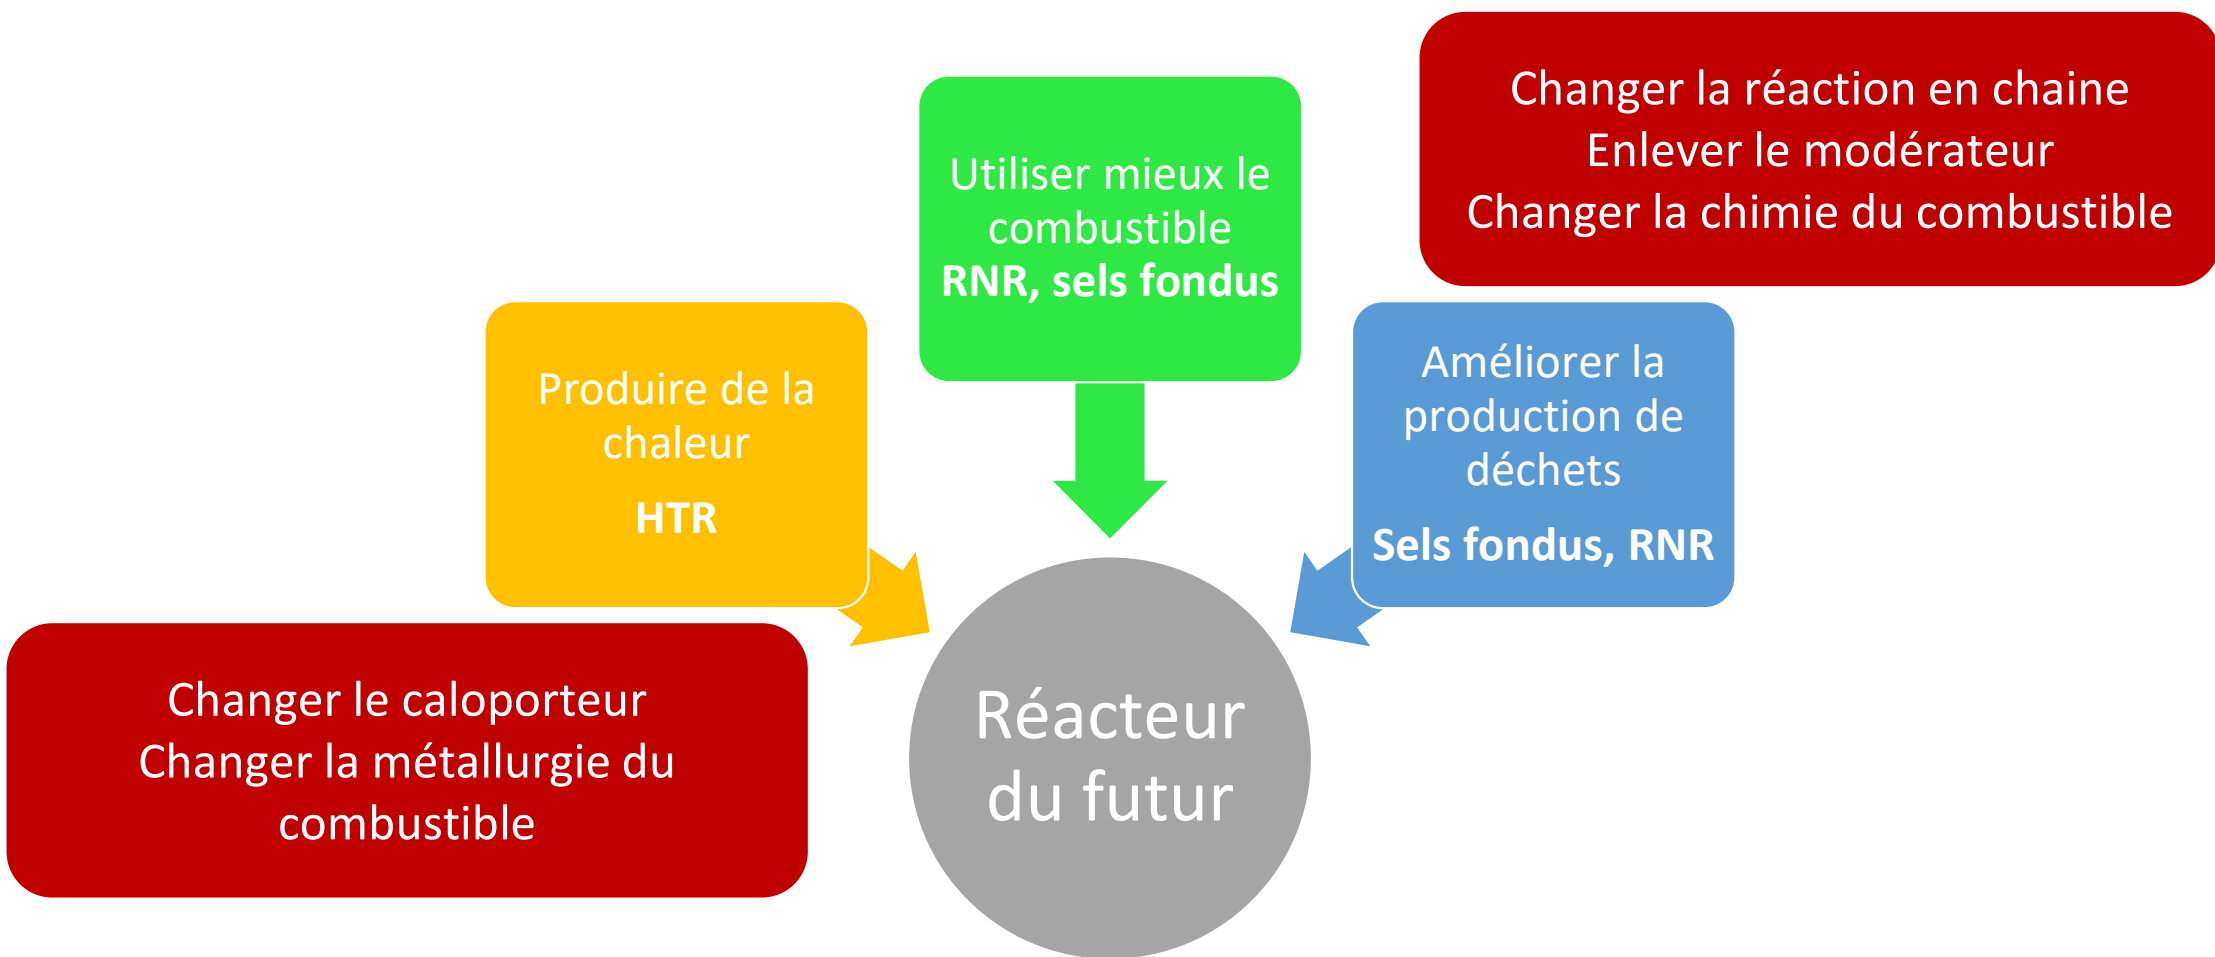 Changer la réaction en chaine
Enlever le modérateur
Changer la chimie du combustible
Utiliser mieux le
combustible
RNR, sels fondus
Produire de la
chaleur
HTR
Améliorer la
production de
déchets
Sels fondus, RNR
Changer le caloporteur
Changer la métallurgie du
combustible
Réacteur
du futur